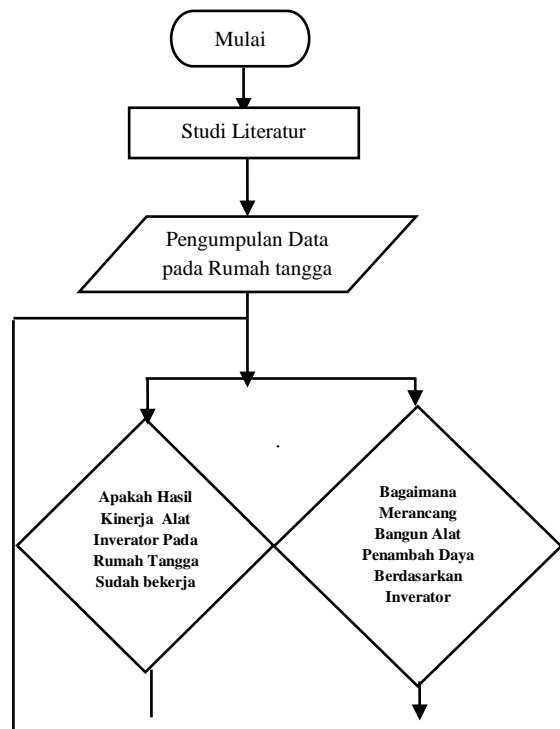 Mulai
Studi Literatur
Pengumpulan Data
pada Rumah tangga
Apakah Hasil
Kinerja Alat
Inverator Pada
Rumah Tangga
Sudah bekerja
Bagaimana
Merancang
Bangun Alat
Penambah Daya
Berdasarkan
Inverator